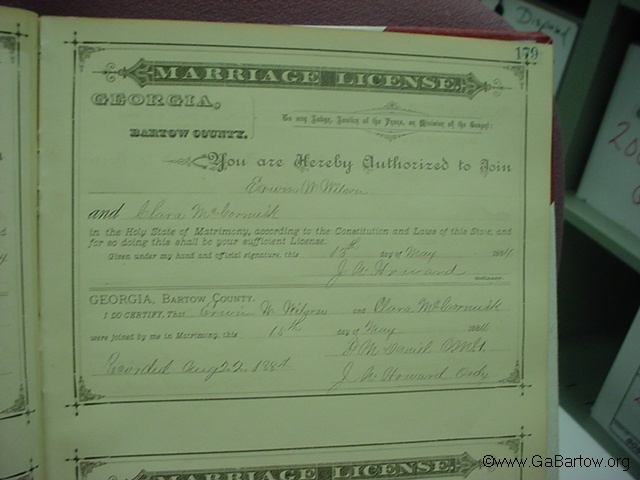 179
MARRIAGE LICENSE.
GEORGIA,
BARTOW COUNTY.
To any Judge, Justice of the Peace, or Minister of the Gospel:
You are Hereby Authorized to Join
Erwin W Wilson
and Clara McCormick
in the Holy State of Matrimony, according to the Constitution and Laws of this State, and
for so doing this shall be your sufficient License.
Given under my hand and official signature, this 15th day of May 1884
J. A. Howard
GEORGIA, BARTOW COUNTY.
I DO CERTIFY, That Erwin W Wilson and Clara McCormick
were joined by me in Matrimony, this 15th day of May 1884
Recorded Aug 22 1884
J. A. Howard Ordy
MARRIAGE LICENSE.
©www.GaBartow.org